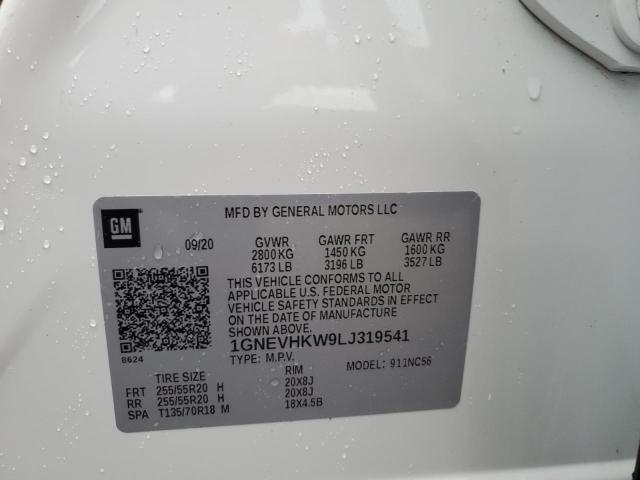 GM
MFD BY GENERAL MOTORS LLC
09/20 GVWR GAWR FRT GAWR RR
2800 KG 1450 KG 1600 KG
6173 LB 3196 LB 3527 LB
THIS VEHICLE CONFORMS TO ALL
APPLICABLE U.S. FEDERAL MOTOR
VEHICLE SAFETY STANDARDS IN EFFECT
ON THE DATE OF MANUFACTURE
SHOWN ABOVE.
1GNEVHKW9LJ319541
8624
TYPE: M.P.V. MODEL: 911NC56
TIRE SIZE RIM
FRT 255/55R20 H 20X8J
RR 255/55R20 H 20X8J
SPA T135/70R18 M 18X4.5B